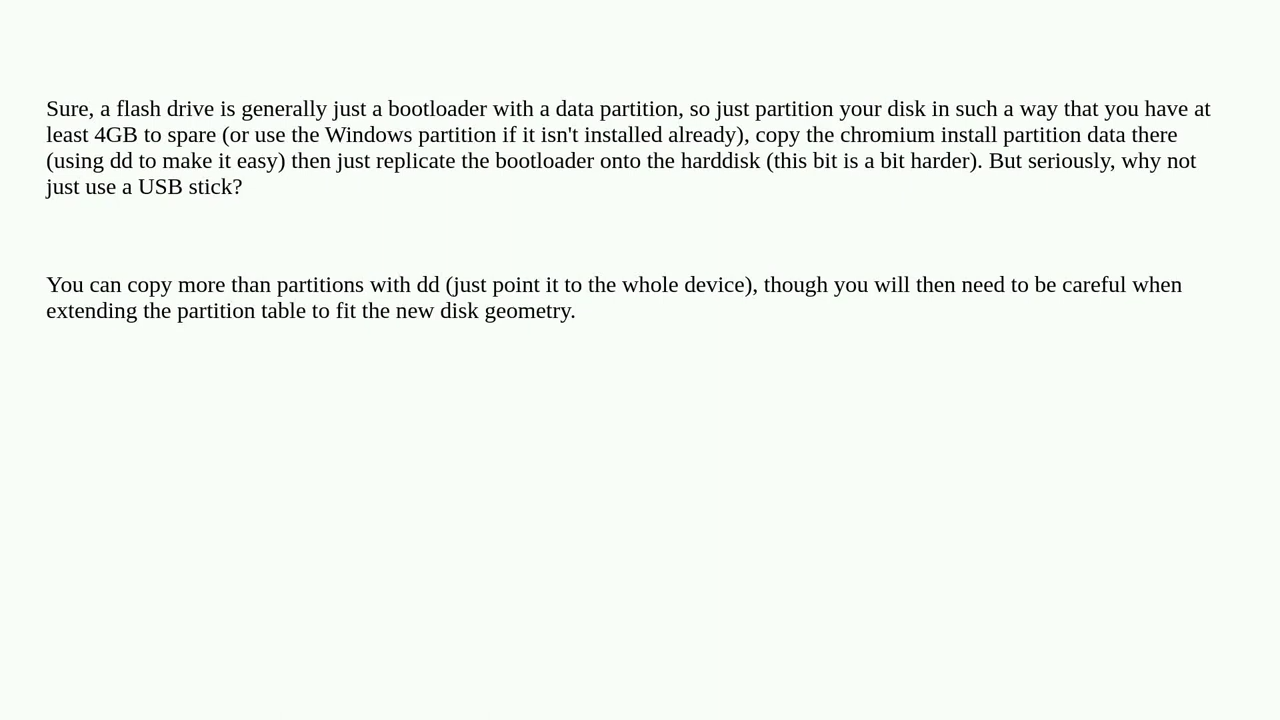 Sure, a flash drive is generally just a bootloader with a data partition, so just partition your disk in such a way that you have at
least 4GB to spare (or use the Windows partition if it isn't installed already), copy the chromium install partition data there
(using dd to make it easy) then just replicate the bootloader onto the harddisk (this bit is a bit harder). But seriously, why not
just use a USB stick?
You can copy more than partitions with dd (just point it to the whole device), though you will then need to be careful when
extending the partition table to fit the new disk geometry.